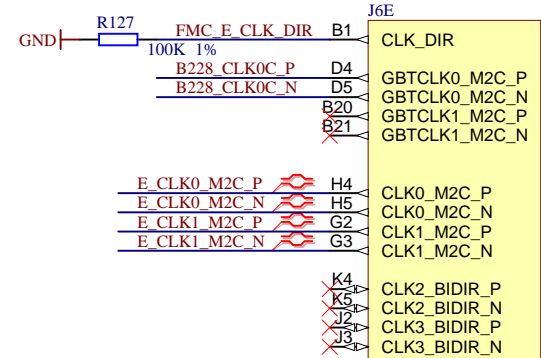 J6E
R127
GND
FMC_E_CLK_DIR B1 CLK_DIR
100K 1%
B228_CLK0C_P D4 GBTCLK0_M2C_P
B228_CLK0C_N D5 GBTCLK0_M2C_N
B20 GBTCLK1_M2C_P
B21 GBTCLK1_M2C_N
E_CLK0_M2C_P H4 CLK0_M2C_P
E_CLK0_M2C_N H5 CLK0_M2C_N
E_CLK1_M2C_P G2 CLK1_M2C_P
E_CLK1_M2C_N G3 CLK1_M2C_N
K4 CLK2_BIDIR_P
K5 CLK2_BIDIR_N
J2 CLK3_BIDIR_P
J3 CLK3_BIDIR_N